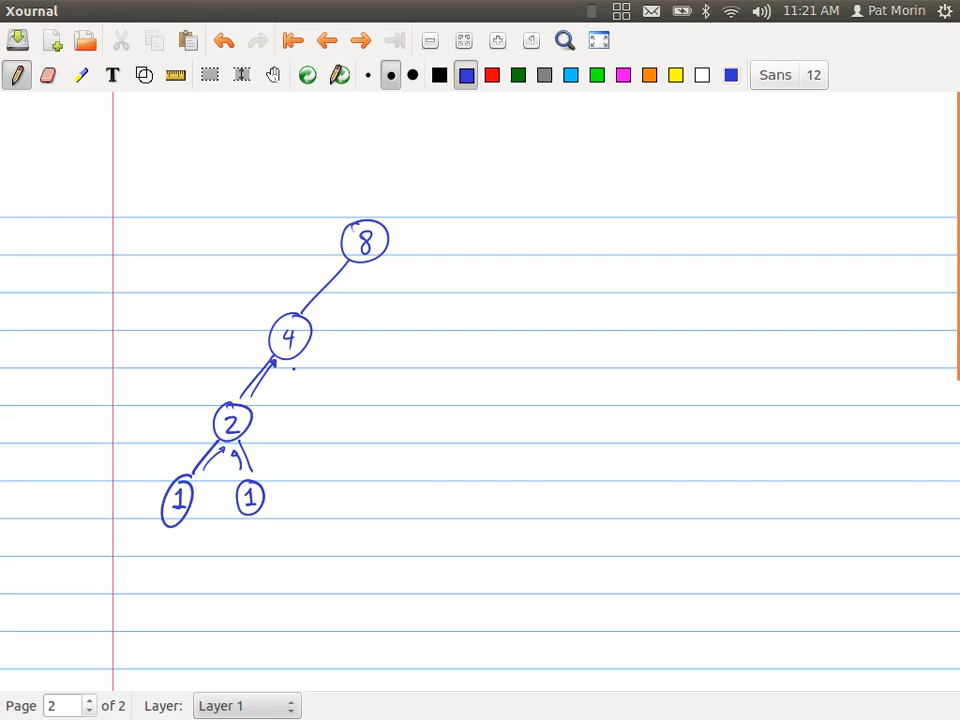 Xournal
11:21 AM Pat Morin
T
Sans 12
8
4
2
1 1
Page 2 of 2 Layer: Layer 1